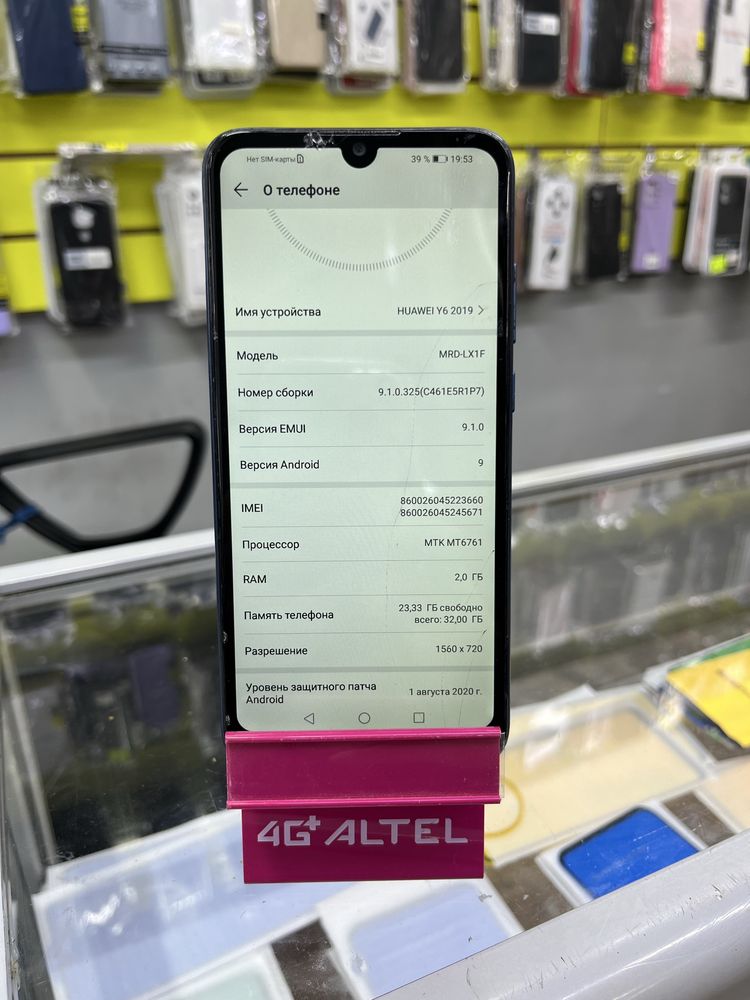 Нет SIM-карты 39 % 19:53
О телефоне
Имя устройства HUAWEI Y6 2019
Модель MRD-LX1F
Номер сборки 9.1.0.325(C461E5R1P7)
Версия EMUI 9.1.0
Версия Android 9
IMEI 860026045223660
860026045245671
Процессор MTK MT6761
RAM 2,0 ГБ
Память телефона 23,33 ГБ свободно
всего: 32,00 ГБ
Разрешение 1560 x 720
Уровень защитного патча
Android 1 августа 2020 г.
4G+ ALTEL